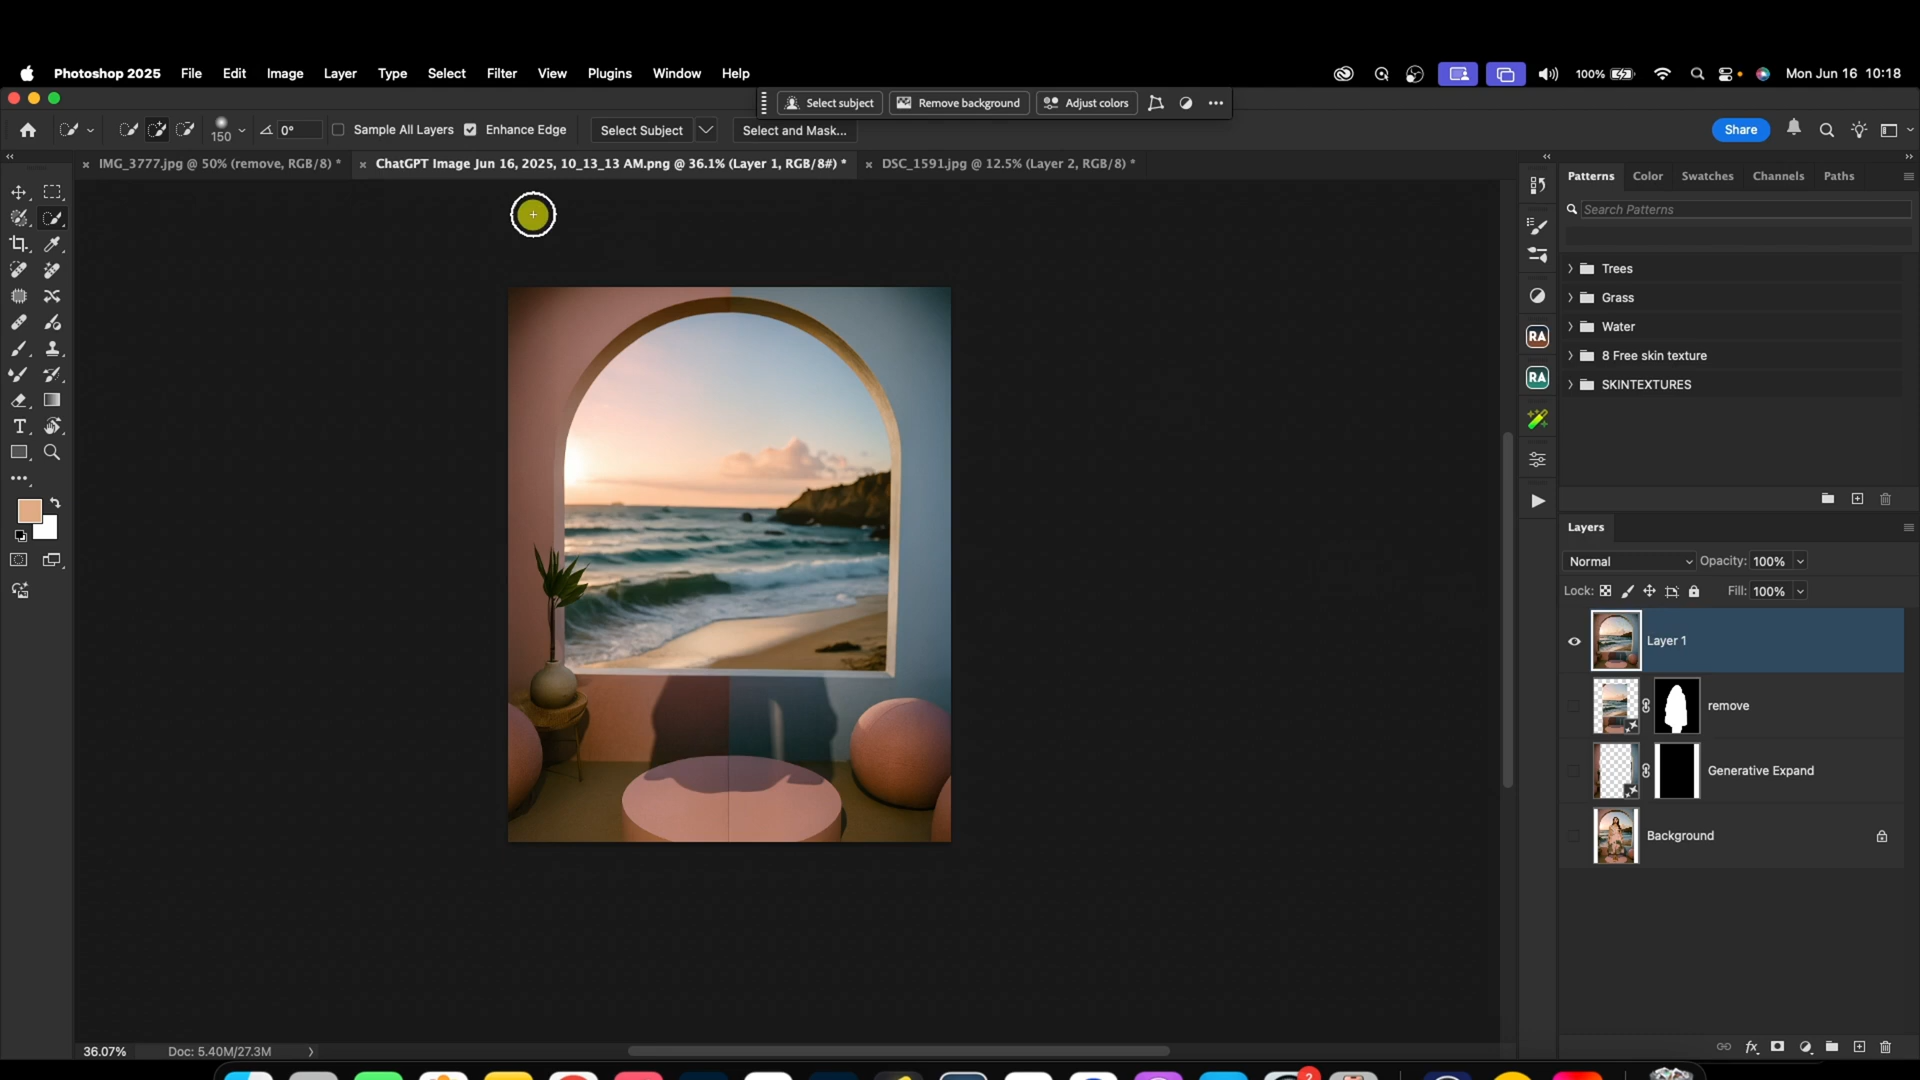 Photoshop 2025 File Edit Image Layer Type Select Filter View Plugins Window Help 100% Mon Jun 16 10:18
Select subject Remove background Adjust colors
150 0° Sample All Layers Enhance Edge Select Subject Select and Mask... Share
IMG_3777.jpg @ 50% (remove, RGB/8) * ChatGPT Image Jun 16, 2025, 10_13_13 AM.png @ 36.1% (Layer 1, RGB/8#) * DSC_1591.jpg @ 12.5% (Layer 2, RGB/8) *
Patterns Color Swatches Channels Paths
Search Patterns
Trees
Grass
Water
RA
8 Free skin texture
RA
SKINTEXTURES
Layers
Normal Opacity: 100%
Lock: Fill: 100%
Layer 1
remove
Generative Expand
Background
fx
36.07% Doc: 5.40M/27.3M
2